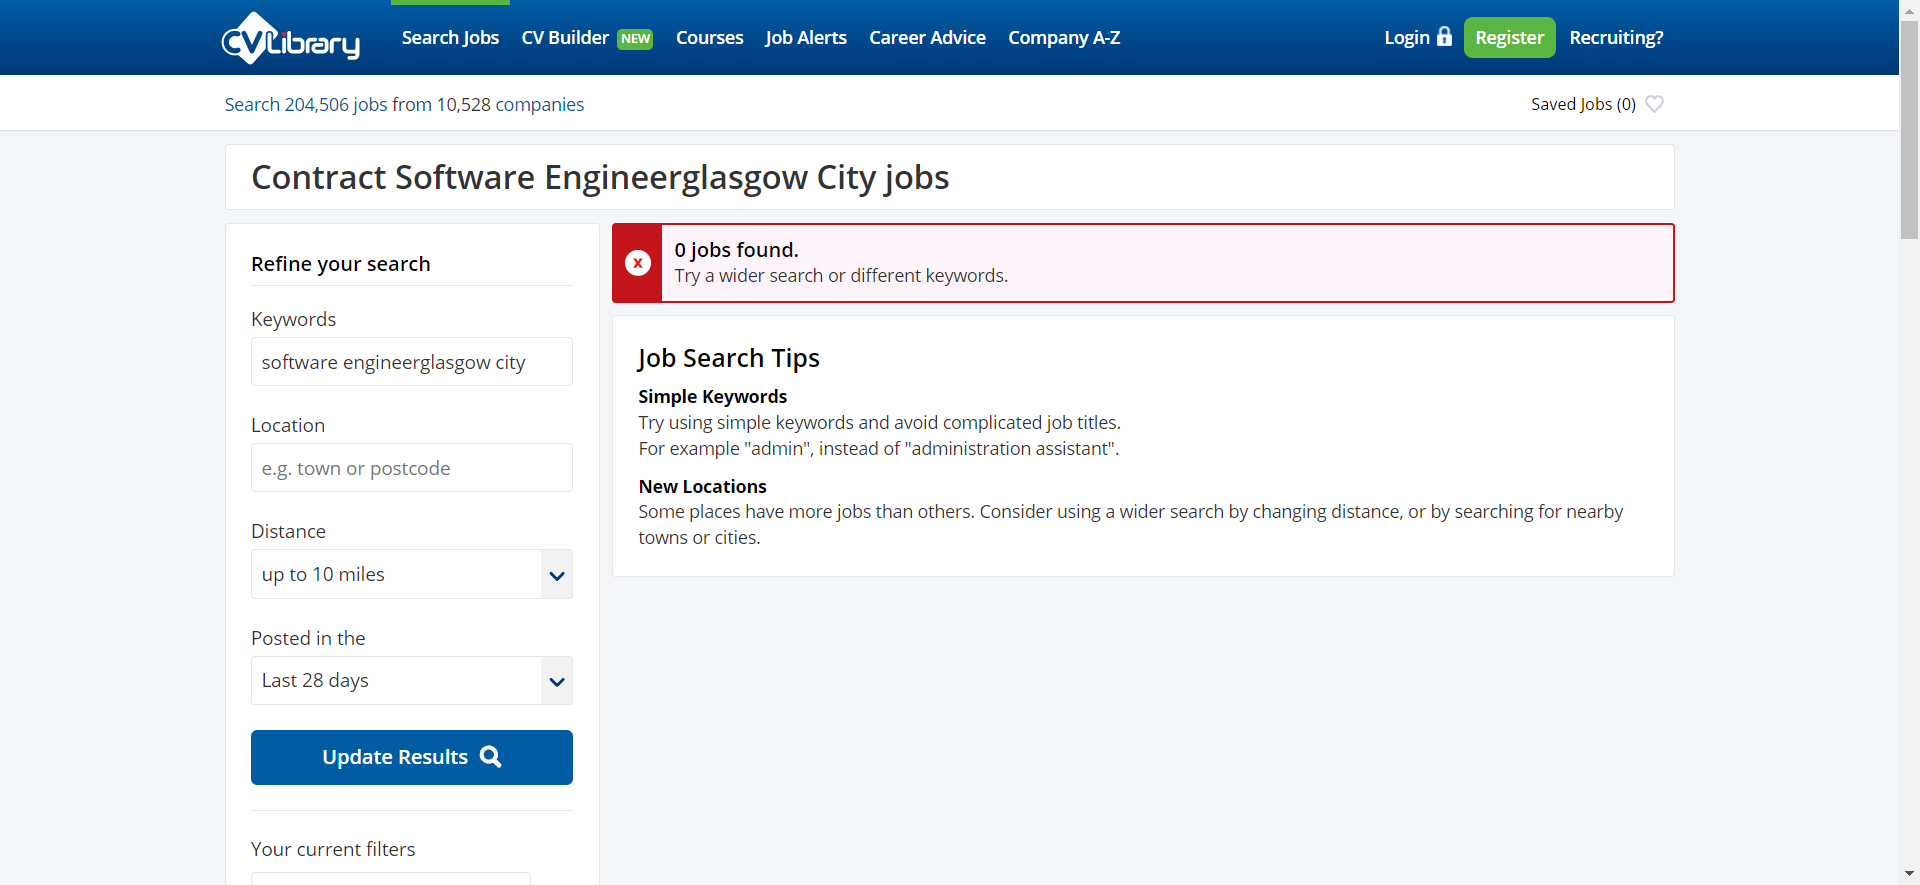 CVLibrary
Search Jobs
CV Builder NEW
Courses
Job Alerts
Career Advice
Company A-Z
Login
Register
Recruiting?
Search 204,506 jobs from 10,528 companies
Saved Jobs (0)
Contract Software Engineerglasgow City jobs
Refine your search
Keywords
software engineerglasgow city
Location
e.g. town or postcode
Distance
up to 10 miles
Posted in the
Last 28 days
Update Results
Your current filters
x
0 jobs found.
Try a wider search or different keywords.
Job Search Tips
Simple Keywords
Try using simple keywords and avoid complicated job titles.
For example "admin", instead of "administration assistant".
New Locations
Some places have more jobs than others. Consider using a wider search by changing distance, or by searching for nearby
towns or cities.